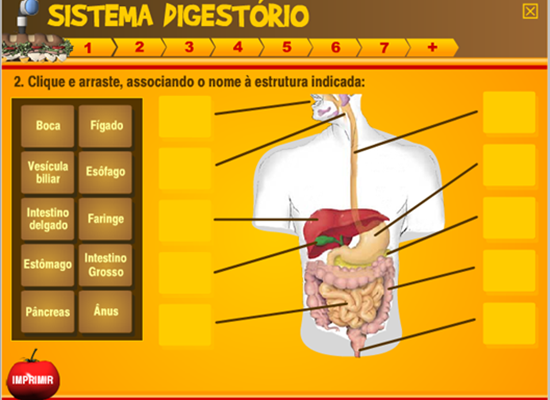 SISTEMA DIGESTÓRIO
1 2 3 4 5 6 7 +
2. Clique e arraste, associando o nome à estrutura indicada:
Boca
Fígado
Vesícula
biliar
Esófago
Intestino
delgado
Faringe
Estômago
Intestino
Grosso
Pâncreas
Ânus
IMPRIMIR